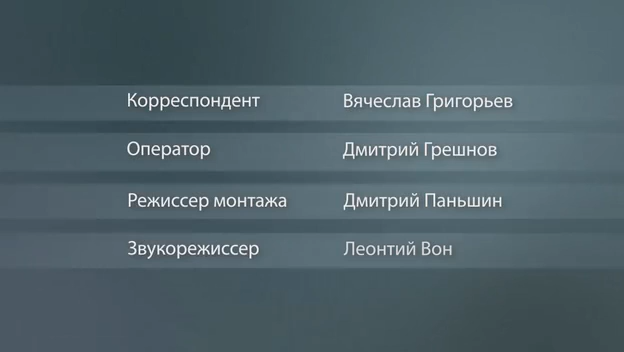 Корреспондент Вячеслав Григорьев
Оператор Дмитрий Грешнов
Режиссер монтажа Дмитрий Паньшин
Звукорежиссер Леонтий Вон